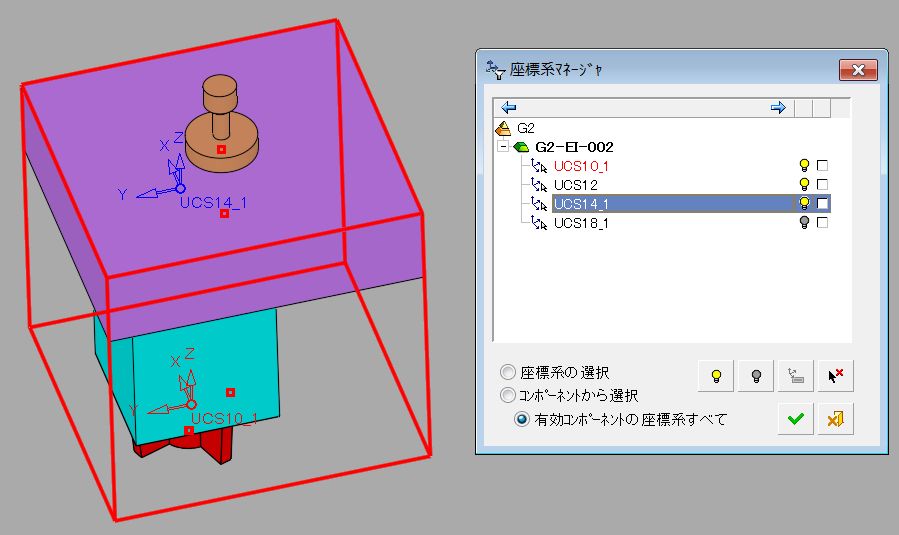 Z
X
Y
UCS14_1
Z
X
Y
UCS10_1
座標系ﾏﾈｰｼﾞｬ
G2
G2-EI-002
UCS10_1
UCS12
UCS14_1
UCS18_1
座標系の選択
ｺﾝﾎﾟｰﾈﾝﾄから選択
有効ｺﾝﾎﾟｰﾈﾝﾄの座標系すべて